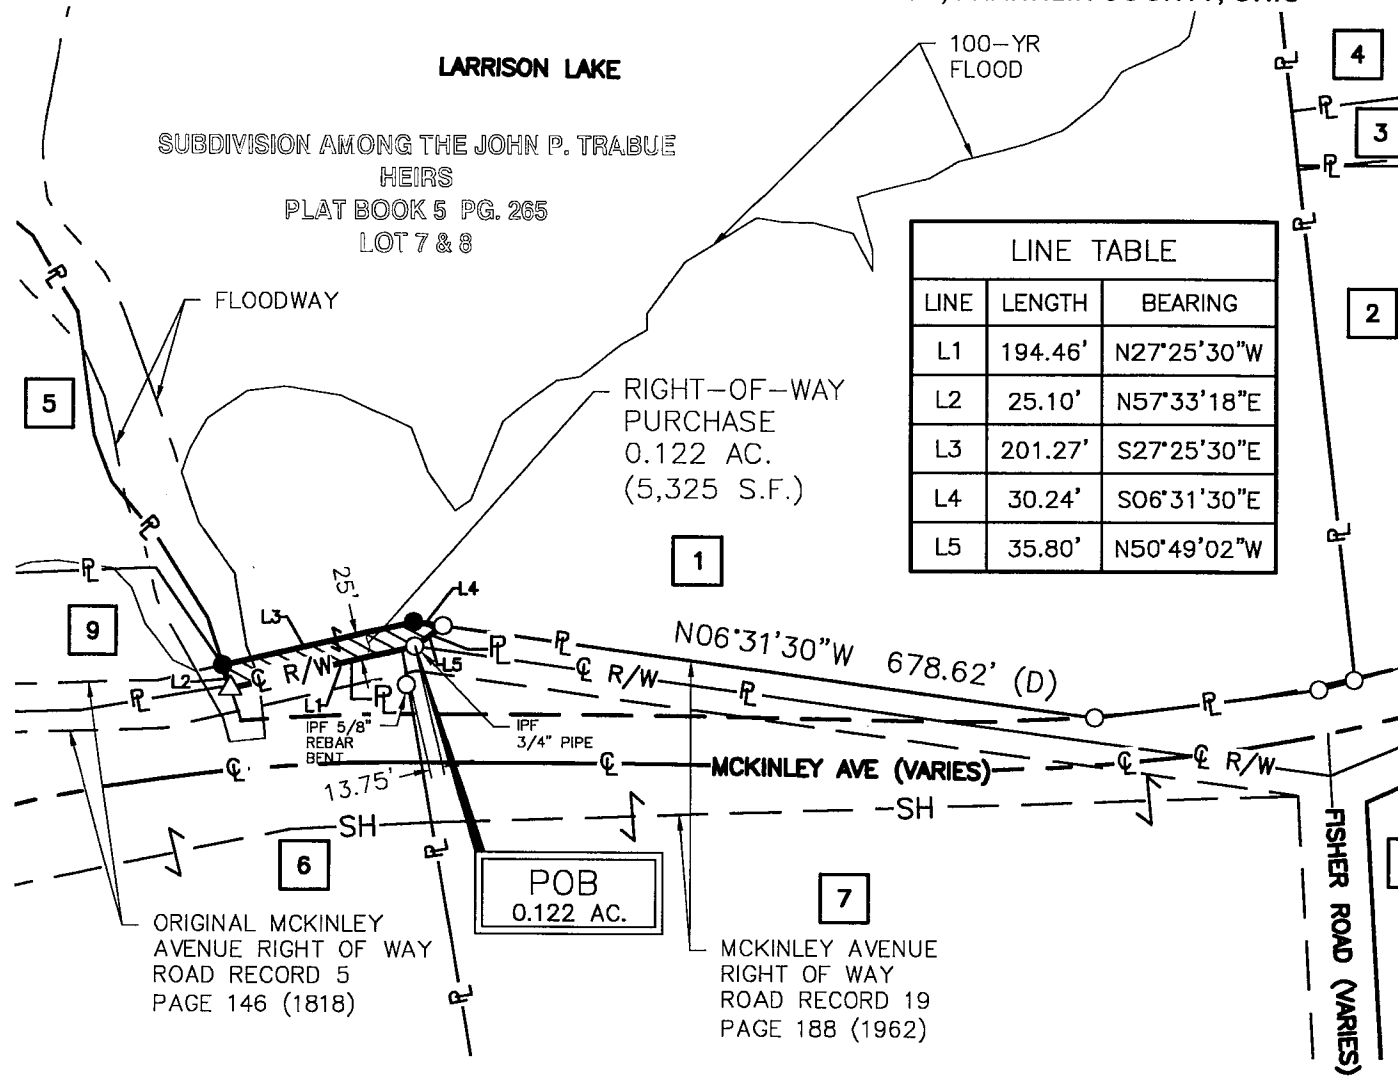 LARRISON LAKE
100-YR
FLOOD
SUBDIVISION AMONG THE JOHN P. TRABUE
HEIRS
PLAT BOOK 5 PG. 265
LOT 7 & 8
FLOODWAY
4
3
2
LINE TABLE
LINE LENGTH BEARING
L1 194.46' N27°25'30"W
L2 25.10' N57°33'18"E
L3 201.27' S27°25'30"E
L4 30.24' S06°31'30"E
L5 35.80' N50°49'02"W
5
RIGHT-OF-WAY
PURCHASE
0.122 AC.
(5,325 S.F.)
1
9
25'
L3
L4
L2
R/W
L1
L5
N06°31'30"W 678.62' (D)
R/W
IPF 5/8"
REBAR
BENT
IPF
3/4" PIPE
13.75'
MCKINLEY AVE (VARIES)
R/W
SH
SH
6
7
POB
0.122 AC.
FISHER ROAD (VARIES)
ORIGINAL MCKINLEY
AVENUE RIGHT OF WAY
ROAD RECORD 5
PAGE 146 (1818)
MCKINLEY AVENUE
RIGHT OF WAY
ROAD RECORD 19
PAGE 188 (1962)